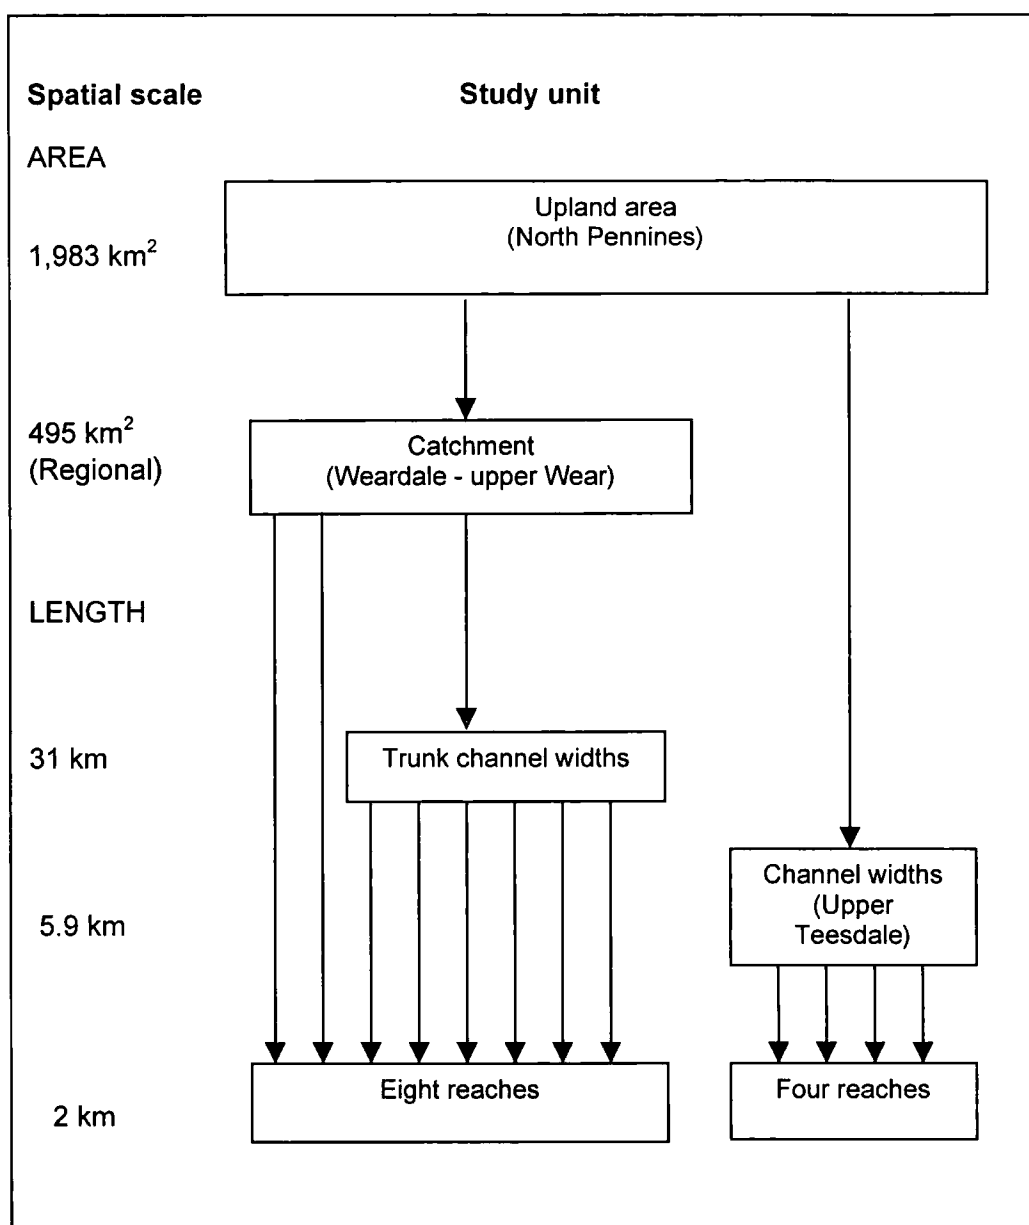 Spatial scale
Study unit
AREA
Upland area
(North Pennines)
1,983 km²
495 km²
(Regional)
Catchment
(Weardale - upper Wear)
LENGTH
31 km
Trunk channel widths
Channel widths
(Upper
Teesdale)
5.9 km
Eight reaches
Four reaches
2 km